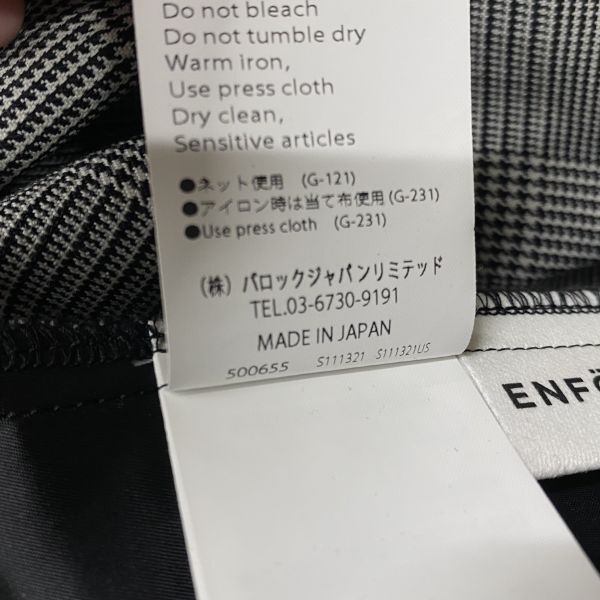 Do not bleach
Do not tumble dry
Warm iron,
Use press cloth
Dry clean,
Sensitive articles
●ネット使用 (G-121)
●アイロン時は当て布使用(G-231)
●Use press cloth (G-231)
(株) バロックジャパンリミテッド
TEL.03-6730-9191
MADE IN JAPAN
500655 S111321 S111321US
ENFÖ